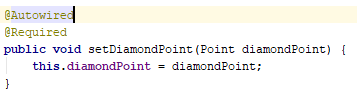 @Autowired
@Required
public void setDiamondPoint(Point diamondPoint) {
    this.diamondPoint = diamondPoint;
}